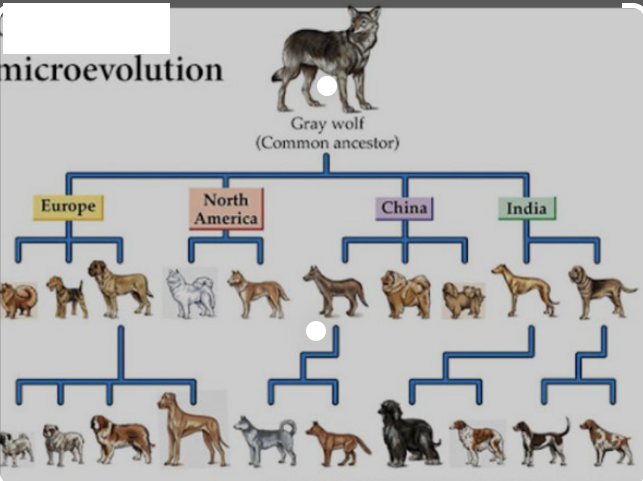 microevolution
Gray wolf
(Common ancestor)
Europe
North
America
China
India